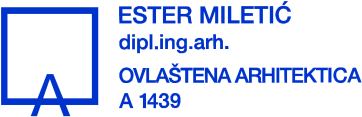 ESTER MILETIĆ
dipl.ing.arh.
OVLAŠTENA ARHITEKTICA
A 1439
A